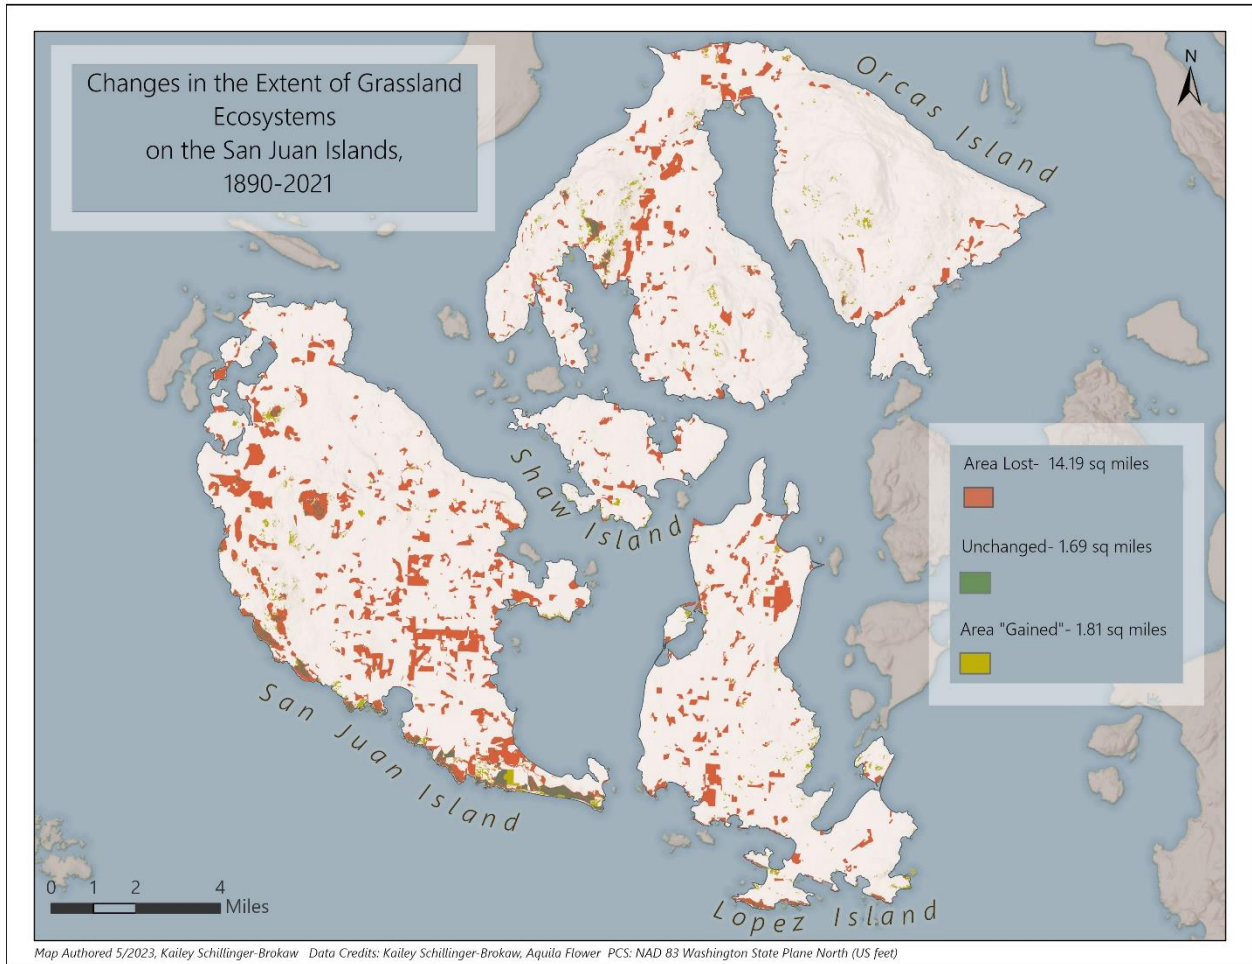 Changes in the Extent of Grassland
Ecosystems
on the San Juan Islands,
1890-2021
N
Orcas Island
Shaw Island
San Juan Island
Lopez Island
Area Lost- 14.19 sq miles
Unchanged- 1.69 sq miles
Area "Gained"- 1.81 sq miles
0 1 2 4
Miles
Map Authored 5/2023, Kailey Schillinger-Brokaw Data Credits: Kailey Schillinger-Brokaw, Aquila Flower PCS: NAD 83 Washington State Plane North (US feet)